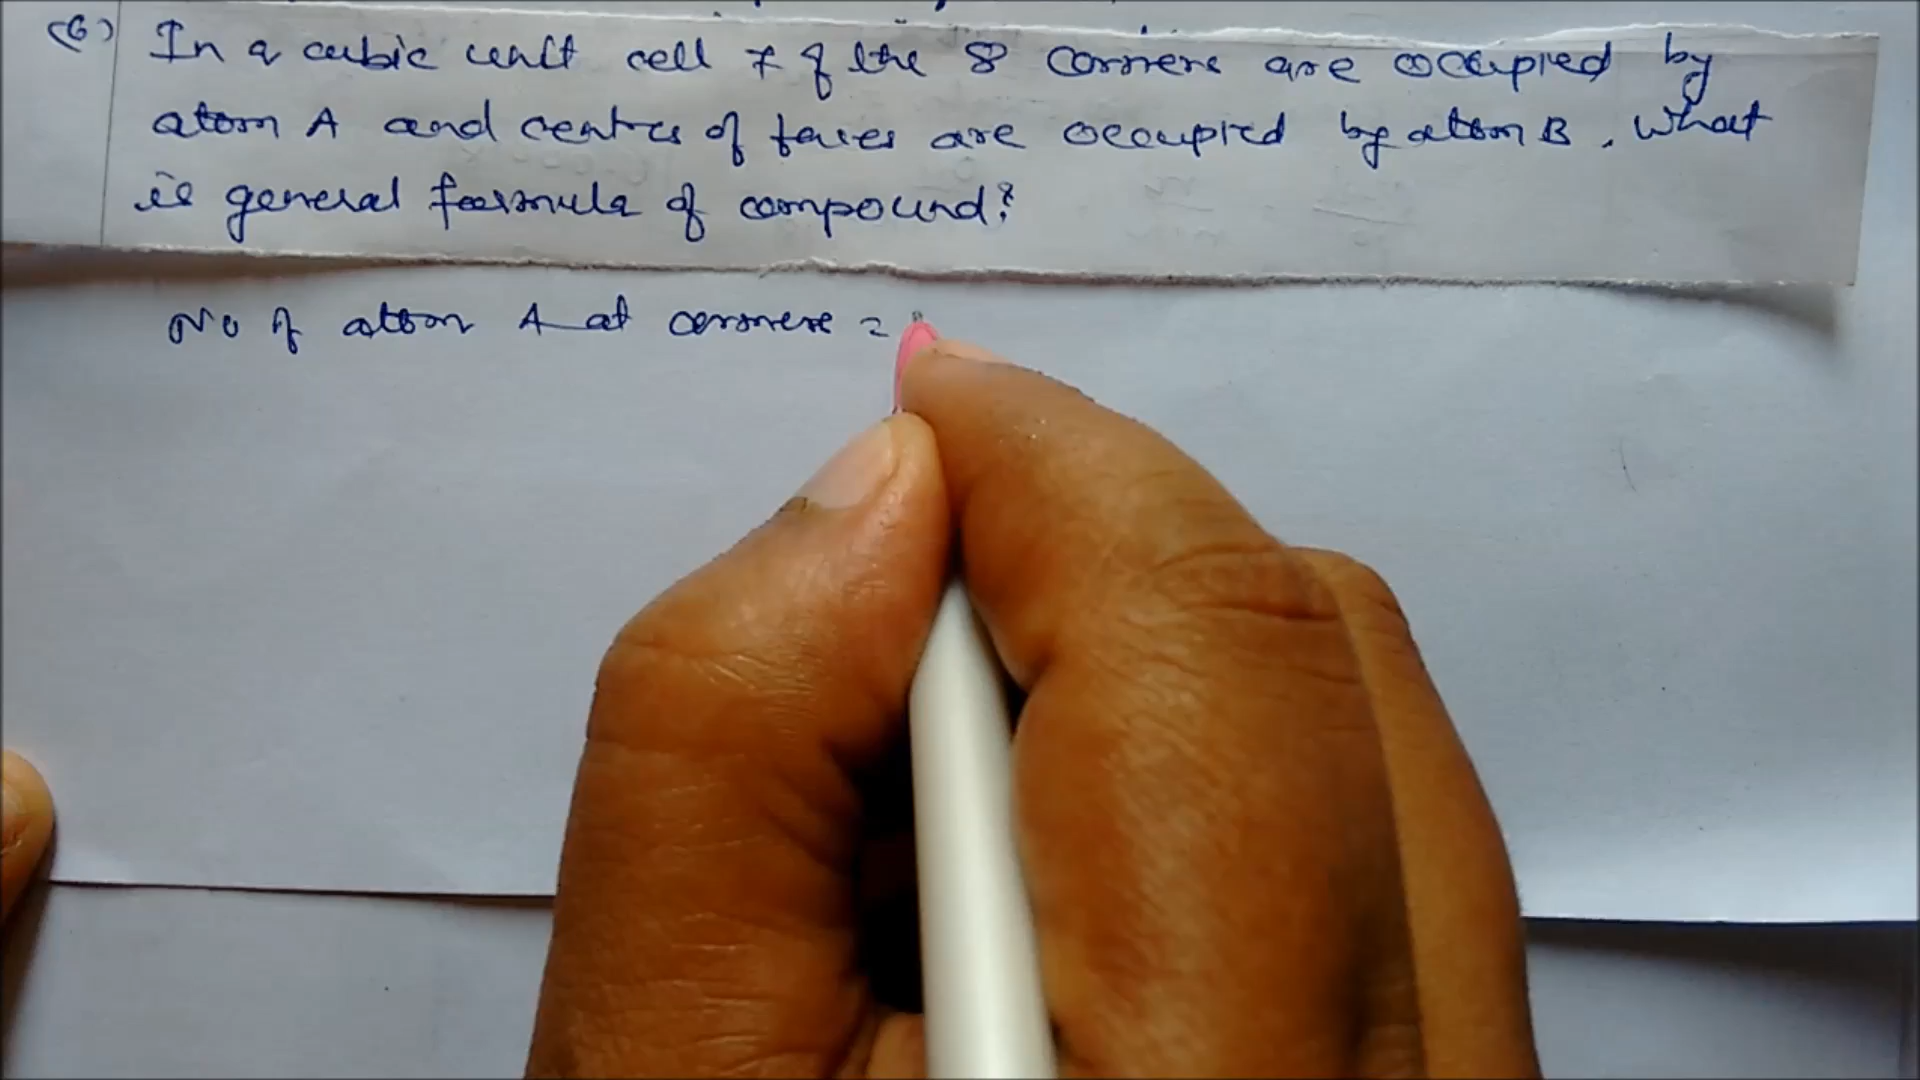 (6) In a cubic unit cell 7 of the 8 corners are occupied by
atom A and centres of faces are occupied by atom B. What
is general formula of compound?
No of atom A at corners =